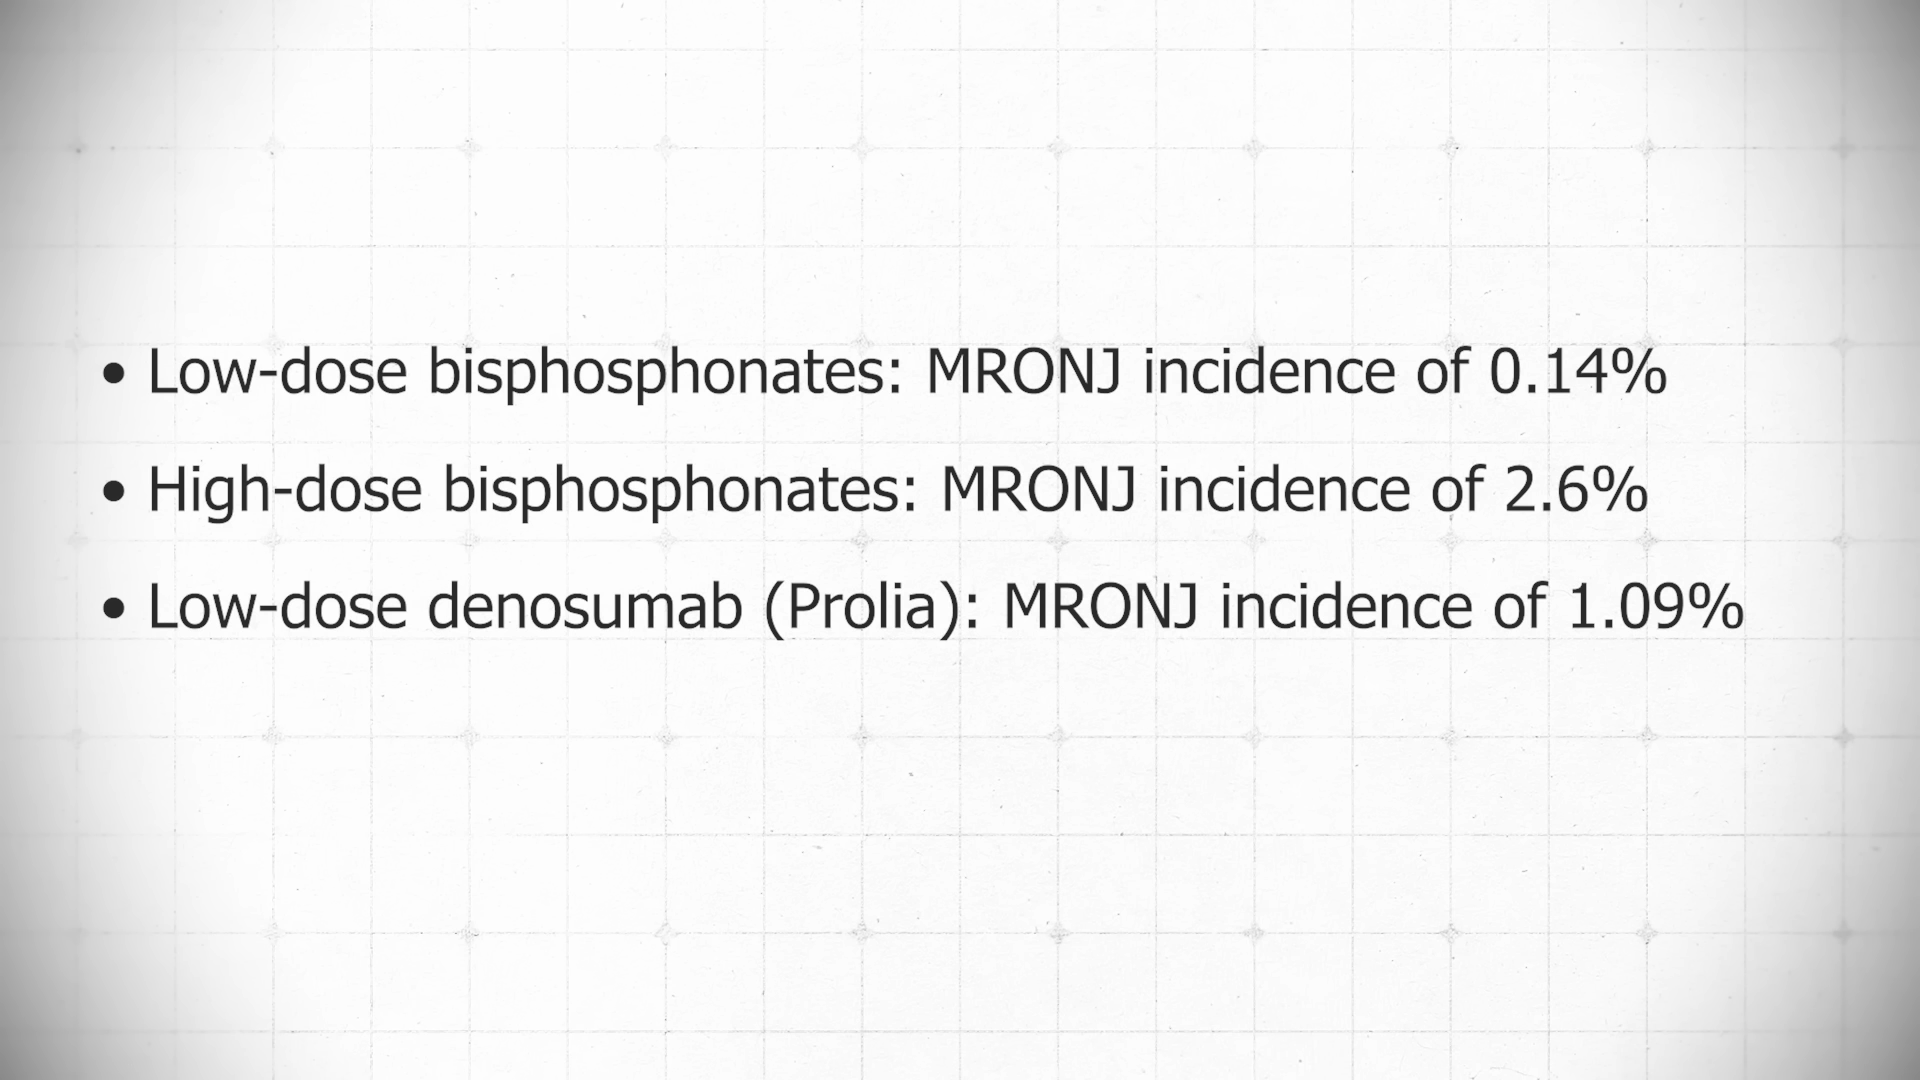 • Low-dose bisphosphonates: MRONJ incidence of 0.14%
• High-dose bisphosphonates: MRONJ incidence of 2.6%
• Low-dose denosumab (Prolia): MRONJ incidence of 1.09%